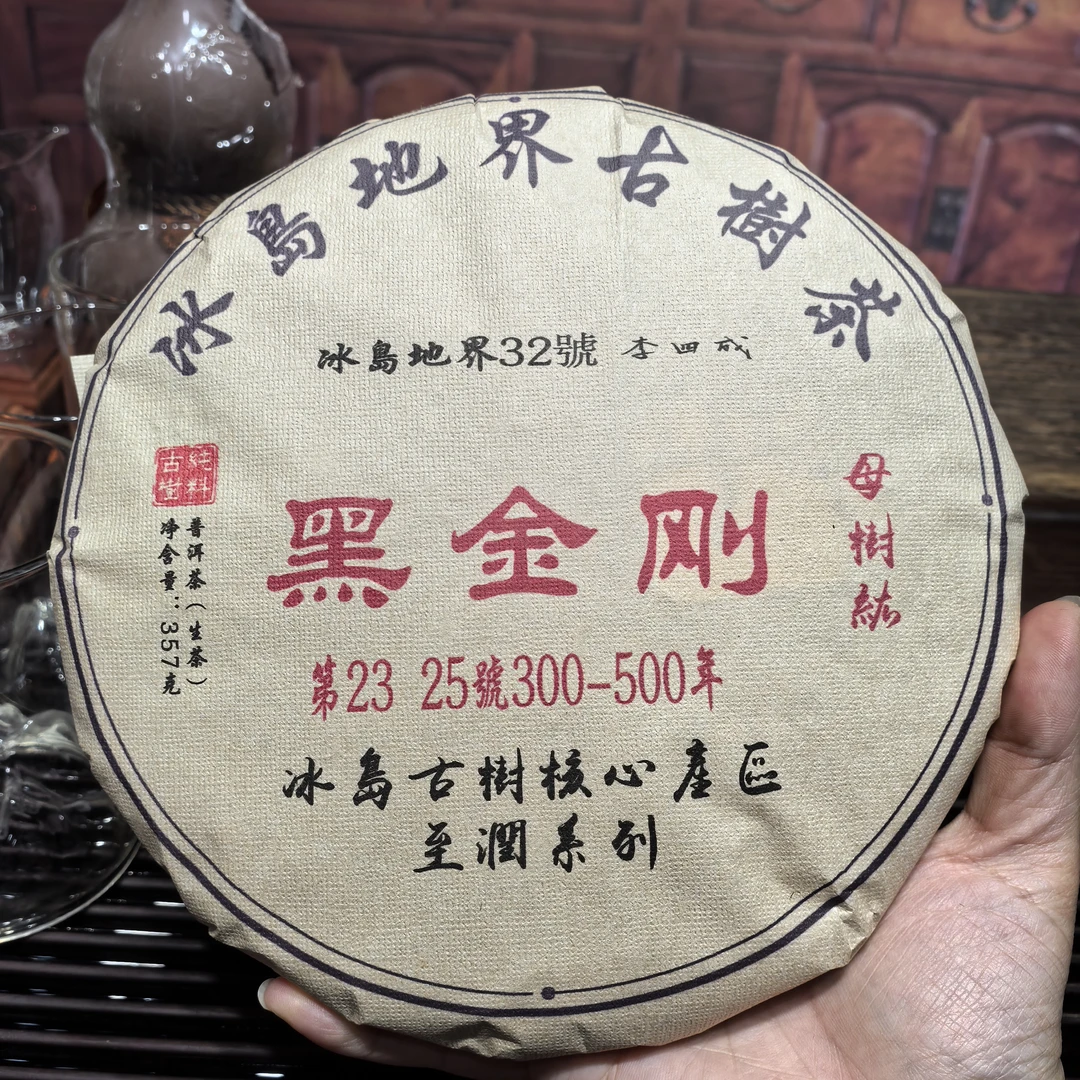 冰島地界古樹茶
冰島地界32號 李四成
純料
古樹
普洱茶(生茶)
净含量:357克
黑金剛
母樹
第23 25號300-500年
冰島古樹核心產區
至潤系列